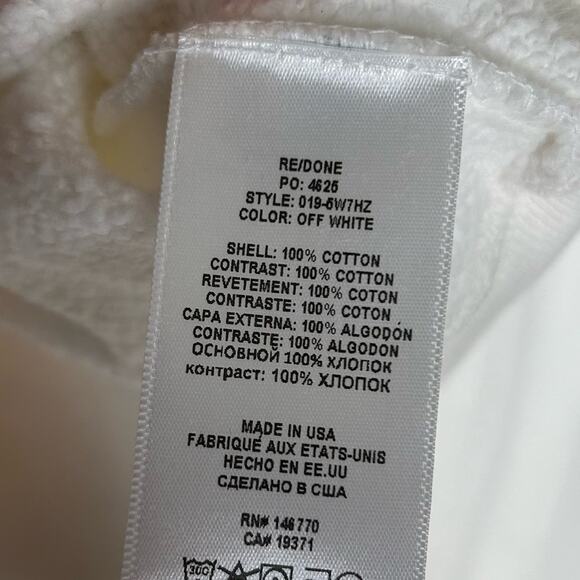 RE/DONE
PO: 4625
STYLE: 019-5W7HZ
COLOR: OFF WHITE
SHELL: 100% COTTON
CONTRAST: 100% COTTON
REVETEMENT: 100% COTON
CONTRASTE: 100% COTON
CAPA EXTERNA: 100% ALGODÓN
CONTRASTE: 100% ALGODON
ОСНОВНОЙ 100% ХЛОПОК
контраст: 100% ХЛОПОК
MADE IN USA
FABRIQUÉ AUX ETATS-UNIS
HECHO EN EE.UU
СДЕЛАНО В США
RN# 146770
CA# 19371
30C